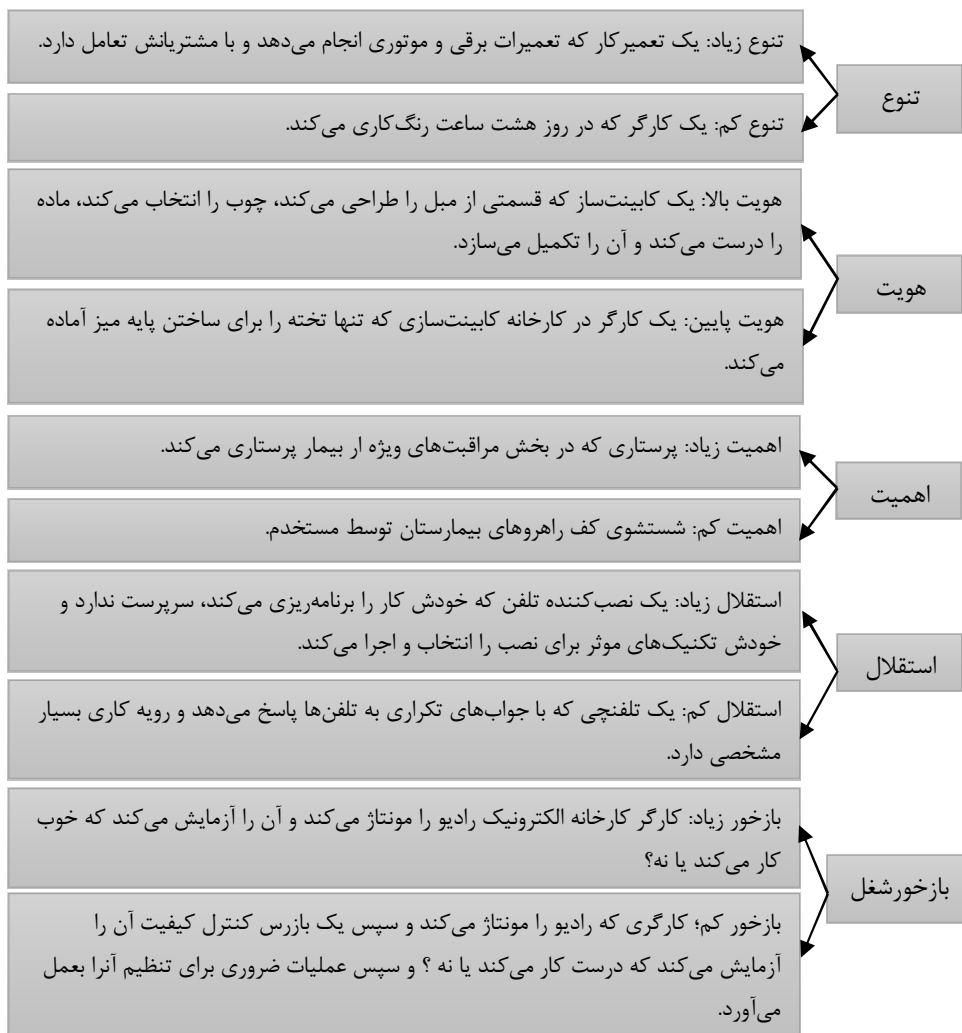 تنوع
تنوع زیاد: یک تعمیرکار که تعمیرات برقی و موتوری انجام می‌دهد و با مشتریانش تعامل دارد.
تنوع کم: یک کارگر که در روز هشت ساعت رنگ‌کاری می‌کند.
هویت
هویت بالا: یک کابینت‌ساز که قسمتی از مبل را طراحی می‌کند، چوب را انتخاب می‌کند، ماده
را درست می‌کند و آن را تکمیل می‌سازد.
هویت پایین: یک کارگر در کارخانه کابینت‌سازی که تنها تخته را برای ساختن پایه میز آماده
می‌کند.
اهمیت
اهمیت زیاد: پرستاری که در بخش مراقبت‌های ویژه ار بیمار پرستاری می‌کند.
اهمیت کم: شستشوی کف راهروهای بیمارستان توسط مستخدم.
استقلال
استقلال زیاد: یک نصب‌کننده تلفن که خودش کار را برنامه‌ریزی می‌کند، سرپرست ندارد و
خودش تکنیک‌های موثر برای نصب را انتخاب و اجرا می‌کند.
استقلال کم: یک تلفنچی که با جواب‌های تکراری به تلفن‌ها پاسخ می‌دهد و رویه کاری بسیار
مشخصی دارد.
بازخورشغل
بازخور زیاد: کارگر کارخانه الکترونیک رادیو را مونتاژ می‌کند و آن را آزمایش می‌کند که خوب
کار می‌کند یا نه؟
بازخور کم؛ کارگری که رادیو را مونتاژ می‌کند و سپس یک بازرس کنترل کیفیت آن را
آزمایش می‌کند که درست کار می‌کند یا نه ؟ و سپس عملیات ضروری برای تنظیم آنرا بعمل
می‌آورد.